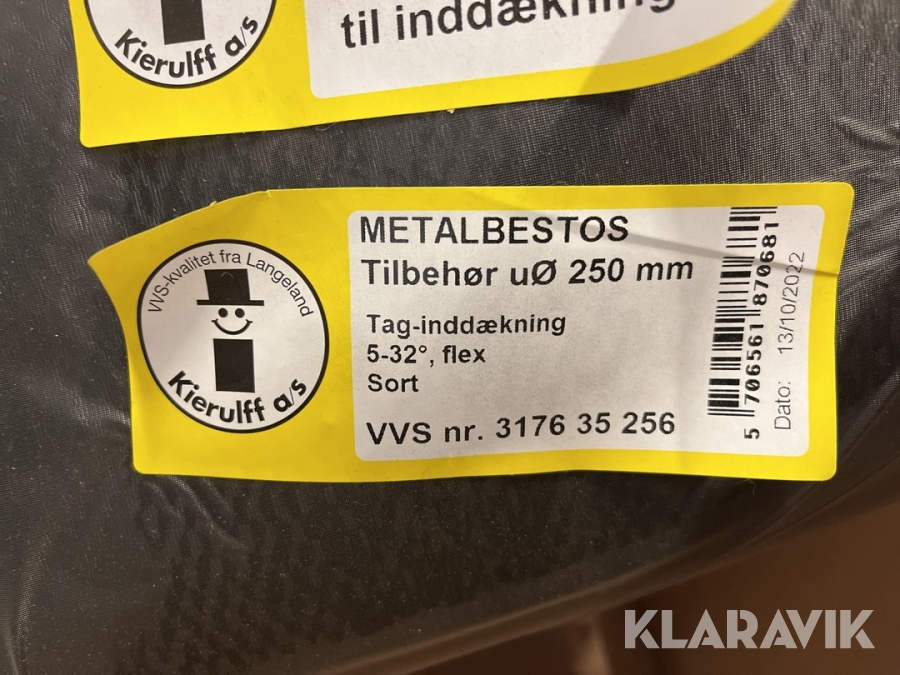 Kierulff a/s
til inddækning
VVS-kvalitet fra Langeland
Kierulff a/s
METALBESTOS
Tilbehør uØ 250 mm
Tag-inddækning
5-32°, flex
Sort
VVS nr. 3176 35 256
5 706561 870681
Dato: 13/10/2022
KLARAVIK